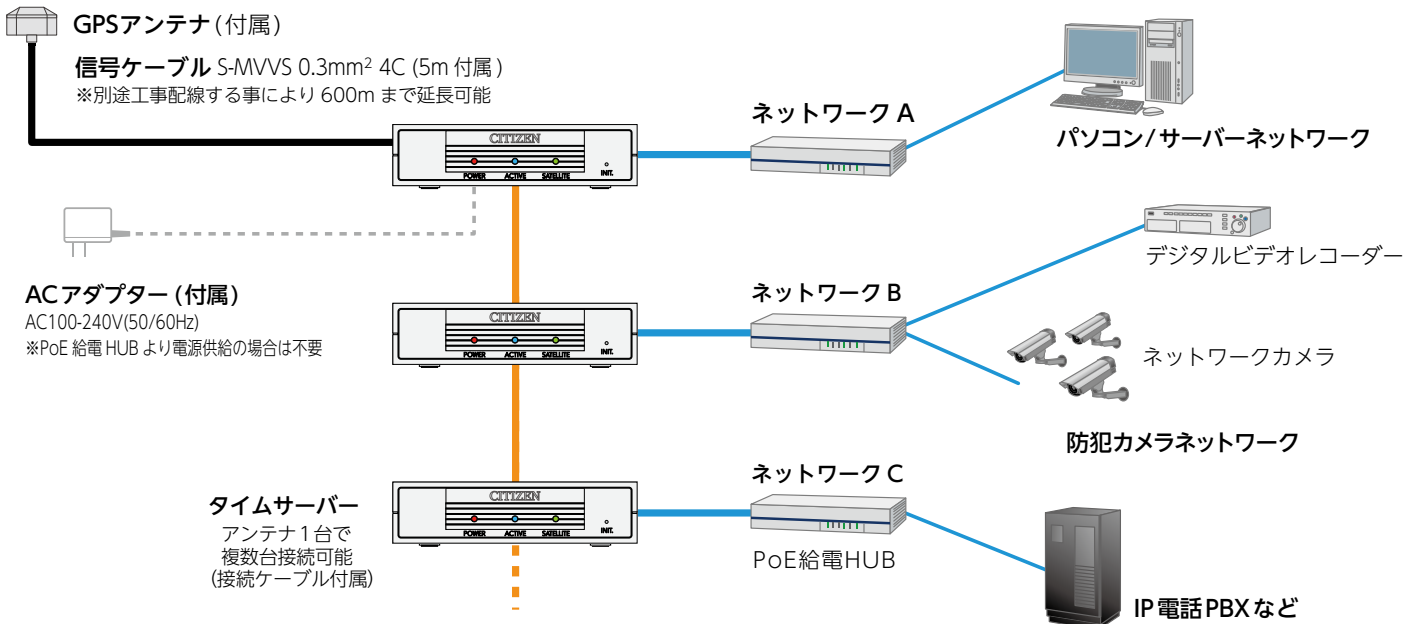 GPSアンテナ(付属)
信号ケーブル S-MVVS 0.3mm² 4C (5m 付属)
※別途工事配線する事により 600m まで延長可能
CITIZEN
POWER ACTIVE SATELLITE INIT.
ネットワーク A
パソコン/サーバーネットワーク
ACアダプター(付属)
AC100-240V(50/60Hz)
※PoE 給電 HUB より電源供給の場合は不要
CITIZEN
POWER ACTIVE SATELLITE INIT.
ネットワーク B
デジタルビデオレコーダー
ネットワークカメラ
防犯カメラネットワーク
タイムサーバー
アンテナ1台で
複数台接続可能
(接続ケーブル付属)
CITIZEN
POWER ACTIVE SATELLITE INIT.
ネットワーク C
PoE給電HUB
IP電話PBXなど